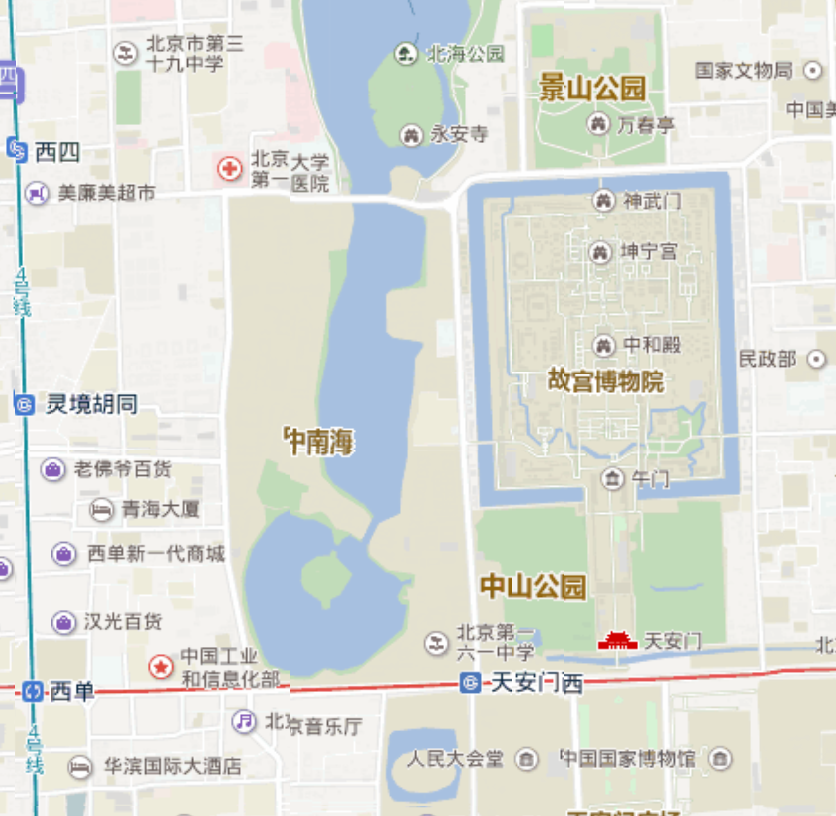 北京市第三
十九中学
北海公园
景山公园
国家文物局
四
中国美
万春亭
永安寺
西四
北京大学
第一医院
美廉美超市
神武门
坤宁宫
4号线
中和殿
民政部
故宫博物院
灵境胡同
中南海
老佛爷百货
午门
青海大厦
西单新一代商城
中山公园
汉光百货
北京第一
六一中学
天安门
北
中国工业
和信息化部
西单
天安门西
北京音乐厅
4号线
华滨国际大酒店
人民大会堂
中国国家博物馆
天安门广场